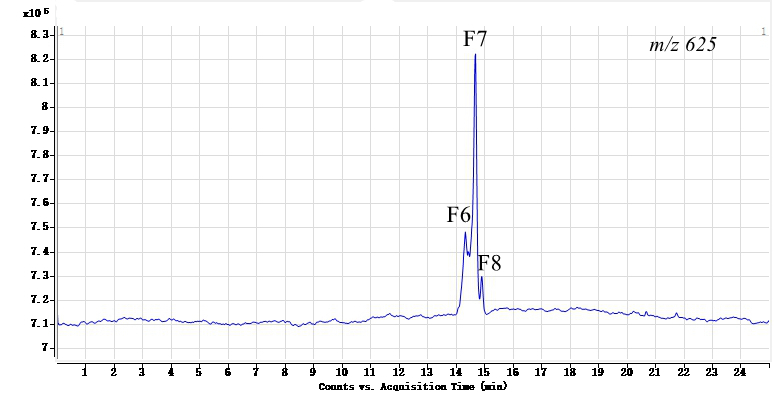 x10⁶
1 1
F7
m/z 625
8.3
8.2
8.1
8
7.9
7.8
7.7
7.6
F6
7.5
7.4
F8
7.3
7.2
7.1
7
1 2 3 4 5 6 7 8 9 10 11 12 13 14 15 16 17 18 19 20 21 22 23 24
Counts vs. Acquisition Time (min)